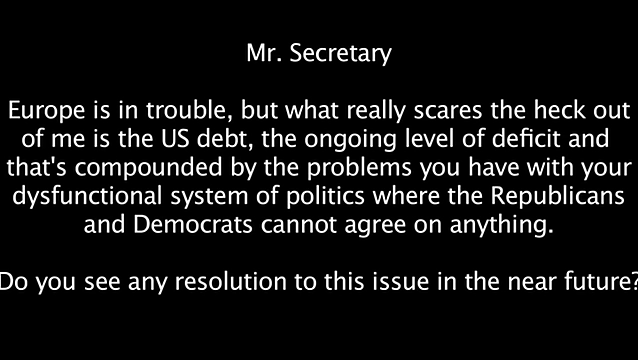 Mr. Secretary
Europe is in trouble, but what really scares the heck out
of me is the US debt, the ongoing level of deficit and
that's compounded by the problems you have with your
dysfunctional system of politics where the Republicans
and Democrats cannot agree on anything.
Do you see any resolution to this issue in the near future?